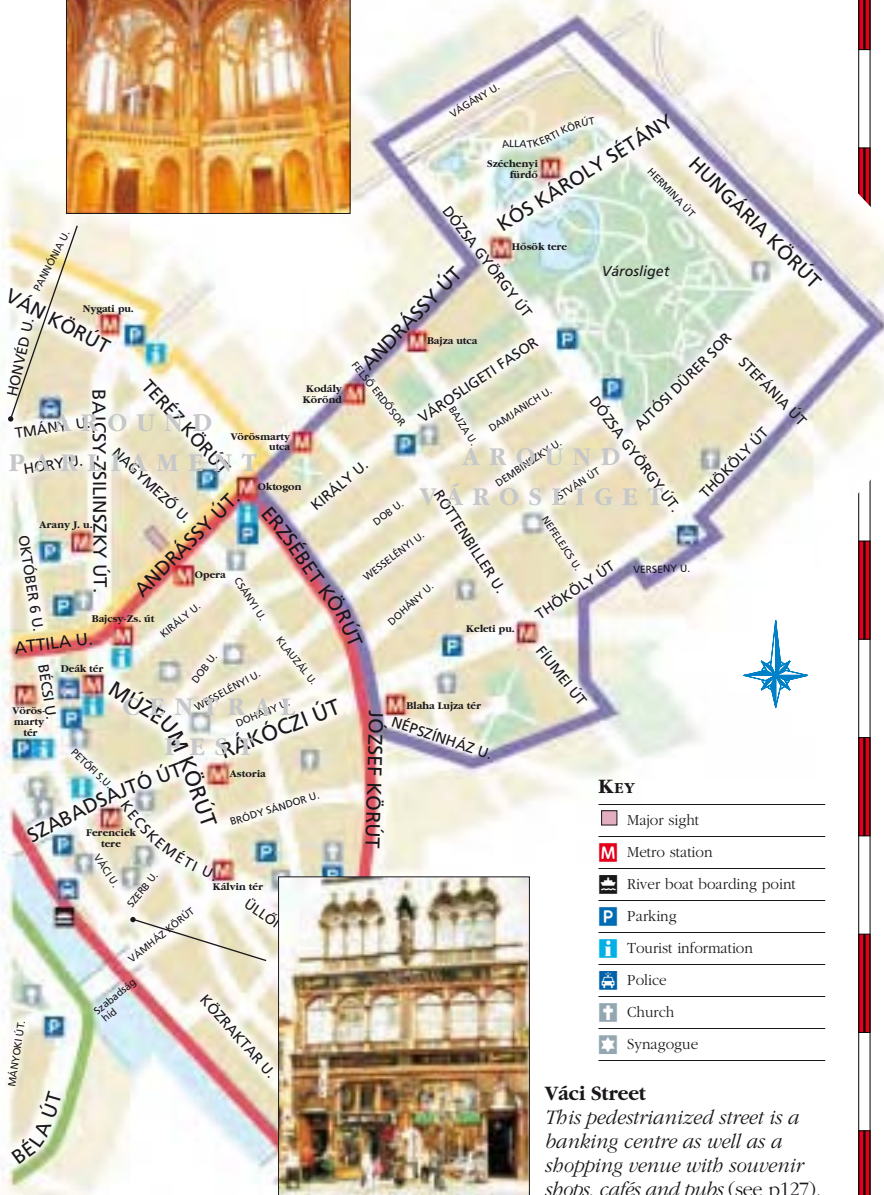 VÁGÁNY U.
ALLATKERTI KÖRÚT
Széchenyi
fürdő
KÓS KÁROLY SÉTÁNY
HERMINA ÚT
HUNGÁRIA KÖRÚT
DÓZSA GYÖRGY ÚT
Hősök tere
Városliget
PANNÓNIA U.
HONVÉD U.
VÁN KÖRÚT
Nygati pu.
ANDRÁSSY ÚT
Bajza utca
FELSŐ ERDŐSOR
VÁROSLIGETI FASOR
Kodály
Körönd
BAJZA U.
DAMJANICH U.
AJTÓSI DÜRER SOR
STEFÁNIA ÚT
DÓZSA GYÖRGY ÚT.
TERÉZ KÖRÚT
BAJCSY-ZSILINSZKY ÚT.
TMÁNY U.
ROUND
PARLIAMENT
HOLD U.
NAGYMEZŐ U.
Vörösmarty
utca
Oktogon
KIRÁLY U.
AROUND
VÁROSLIGET
DEMBINSZKY U.
ISTVÁN ÚT
THÖKÖLY ÚT
DOB U.
ROTTENBILLER U.
NEFELEJCS U.
Arany J. u.
OKTÓBER 6 U.
ANDRÁSSY ÚT.
ERZSÉBET KÖRÚT
WESSELÉNYI U.
Opera
CSÁNYI U.
DOHÁNY U.
THÖKÖLY ÚT
VERSENY U.
Bajcsy-Zs. út
KIRÁLY U.
ATTILA U.
KLAUZÁL U.
Keleti pu.
FIUMEI ÚT
BÉCSI U.
Deák tér
DOB U.
WESSELÉNYI U.
Vörös-
marty
tér
MÚZEUM KÖRÚT
CENTRAL
PEST
DOHÁNY U.
RÁKÓCZI ÚT
Blaha Lujza tér
NÉPSZÍNHÁZ U.
JÓZSEF KÖRÚT
PETŐFI S.U.
SZABADSAJTÓ ÚT
Astoria
BRÓDY SÁNDOR U.
Ferenciek
tere
KECSKEMÉTI U.
VÁCI U.
SZERB U.
Kálvin tér
ÜLLŐI
VÁMHÁZ KÖRÚT
Szabadság
híd
KÖZRAKTAR U.
MÁNYOKI ÚT.
BÉLA ÚT
KEY
Major sight
M Metro station
River boat boarding point
P Parking
i Tourist information
Police
Church
Synagogue
Váci Street
This pedestrianized street is a
banking centre as well as a
shopping venue with souvenir
shops, cafés and pubs (see p127).